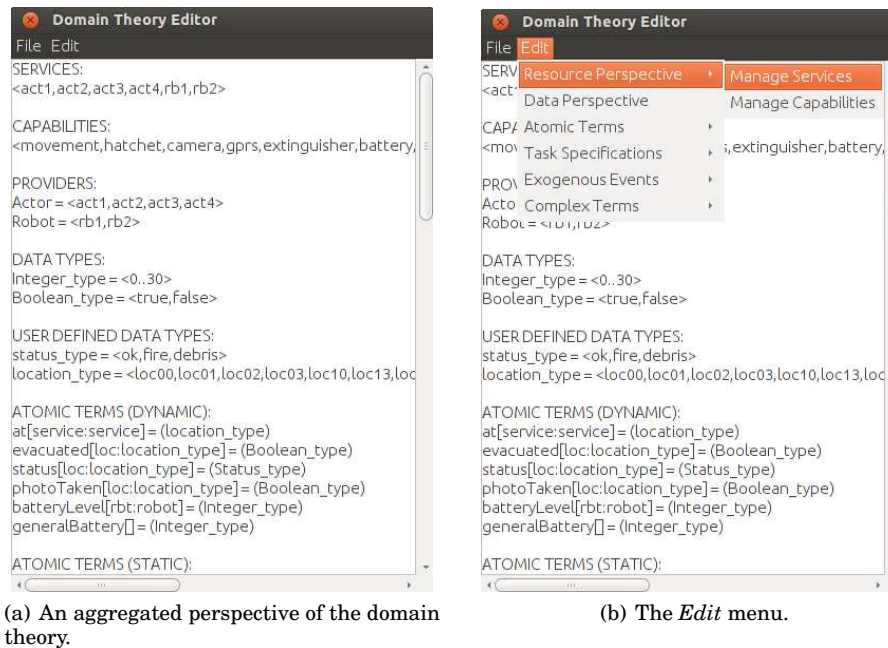 Domain Theory Editor
File Edit
SERVICES:
<act1,act2,act3,act4,rb1,rb2>
CAPABILITIES:
<movement,hatchet,camera,gprs,extinguisher,battery,
PROVIDERS:
Actor = <act1,act2,act3,act4>
Robot = <rb1,rb2>
DATA TYPES:
Integer_type = <0..30>
Boolean_type = <true,false>
USER DEFINED DATA TYPES:
status_type = <ok,fire,debris>
location_type = <loc00,loc01,loc02,loc03,loc10,loc13,loc
ATOMIC TERMS (DYNAMIC):
at[service:service] = (location_type)
evacuated[loc:location_type] = (Boolean_type)
status[loc:location_type] = (Status_type)
photoTaken[loc:location_type] = (Boolean_type)
batteryLevel[rbt:robot] = (Integer_type)
generalBattery[] = (Integer_type)
ATOMIC TERMS (STATIC):
(a) An aggregated perspective of the domain
theory.
Domain Theory Editor
File Edit
SERV Resource Perspective Manage Services
<act Data Perspective Manage Capabilities
CAPA Atomic Terms
<mov Task Specifications s,extinguisher,battery,
PROV Exogenous Events
Acto Complex Terms
Robot = <rb1,rb2>
DATA TYPES:
Integer_type = <0..30>
Boolean_type = <true,false>
USER DEFINED DATA TYPES:
status_type = <ok,fire,debris>
location_type = <loc00,loc01,loc02,loc03,loc10,loc13,loc
ATOMIC TERMS (DYNAMIC):
at[service:service] = (location_type)
evacuated[loc:location_type] = (Boolean_type)
status[loc:location_type] = (Status_type)
photoTaken[loc:location_type] = (Boolean_type)
batteryLevel[rbt:robot] = (Integer_type)
generalBattery[] = (Integer_type)
ATOMIC TERMS (STATIC):
(b) The Edit menu.